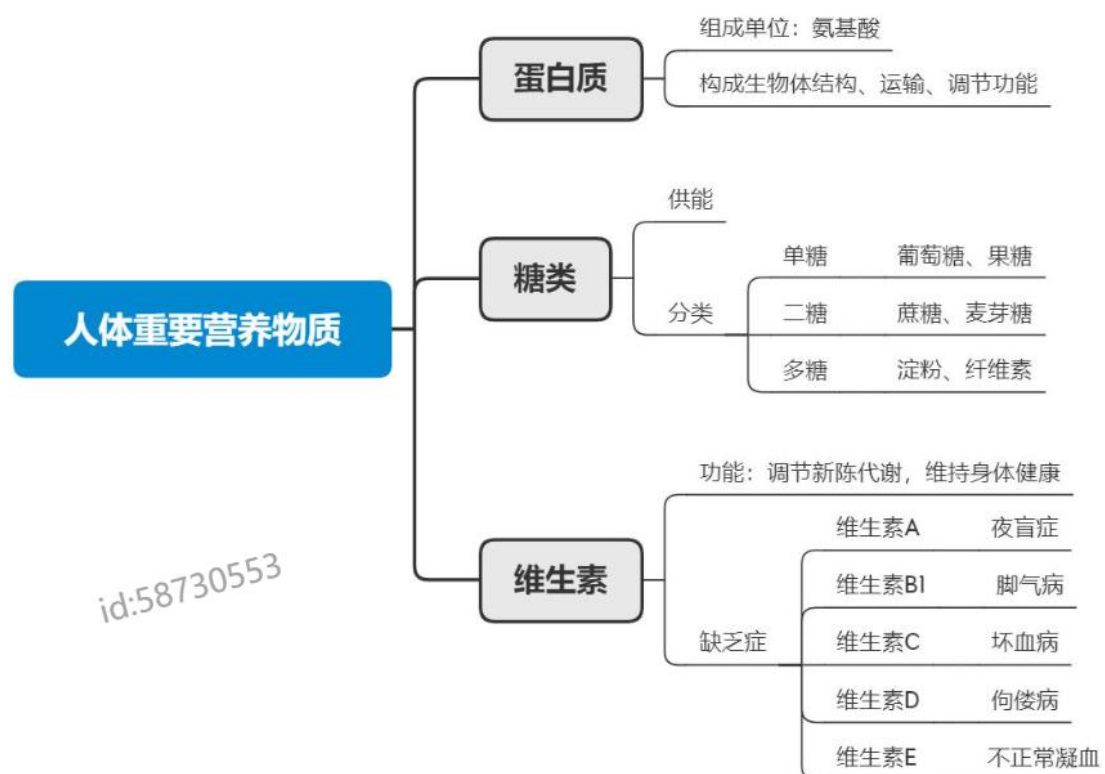 人体重要营养物质
蛋白质
组成单位：氨基酸
构成生物体结构、运输、调节功能
糖类
供能
分类
单糖 葡萄糖、果糖
二糖 蔗糖、麦芽糖
多糖 淀粉、纤维素
维生素
功能：调节新陈代谢，维持身体健康
缺乏症
维生素A 夜盲症
维生素B1 脚气病
维生素C 坏血病
维生素D 佝偻病
维生素E 不正常凝血
id:58730553